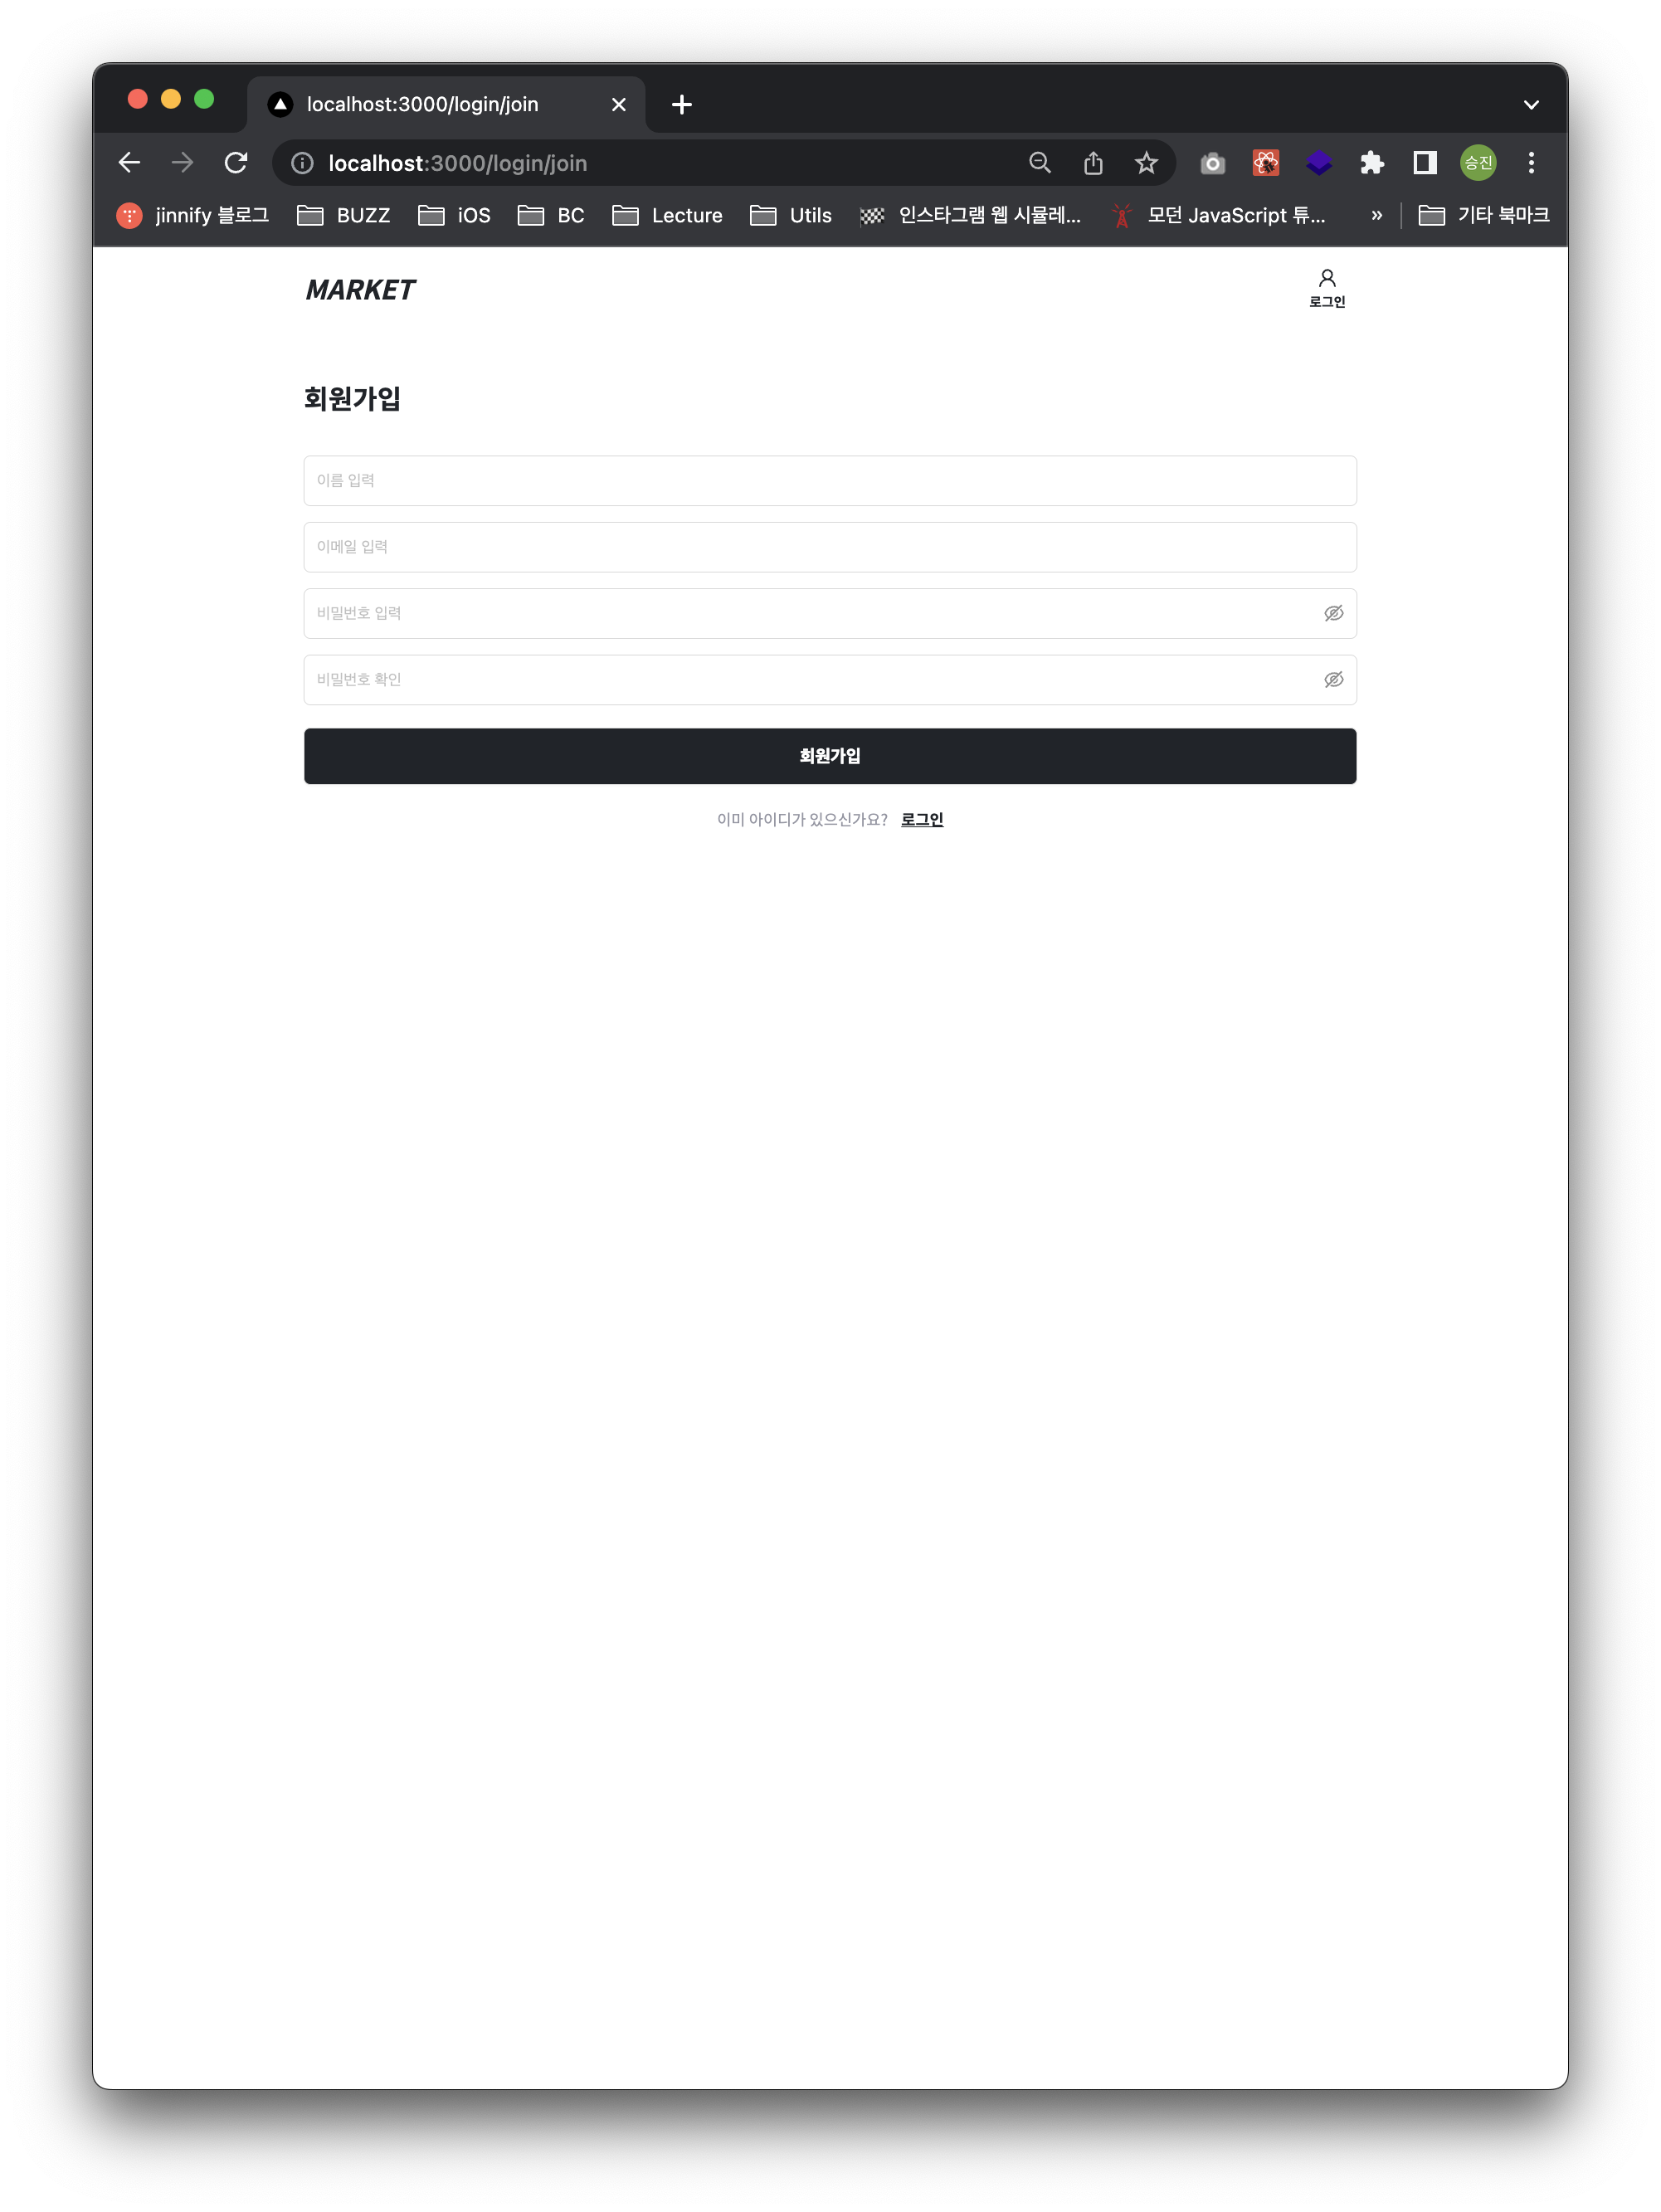 localhost:3000/login/join
localhost:3000/login/join
승진
jinnify 블로그 BUZZ iOS BC Lecture Utils 인스타그램 웹 시뮬레... 모던 JavaScript 튜... » 기타 북마크
MARKET
로그인
회원가입
이름 입력
이메일 입력
비밀번호 입력
비밀번호 확인
회원가입
이미 아이디가 있으신가요? 로그인